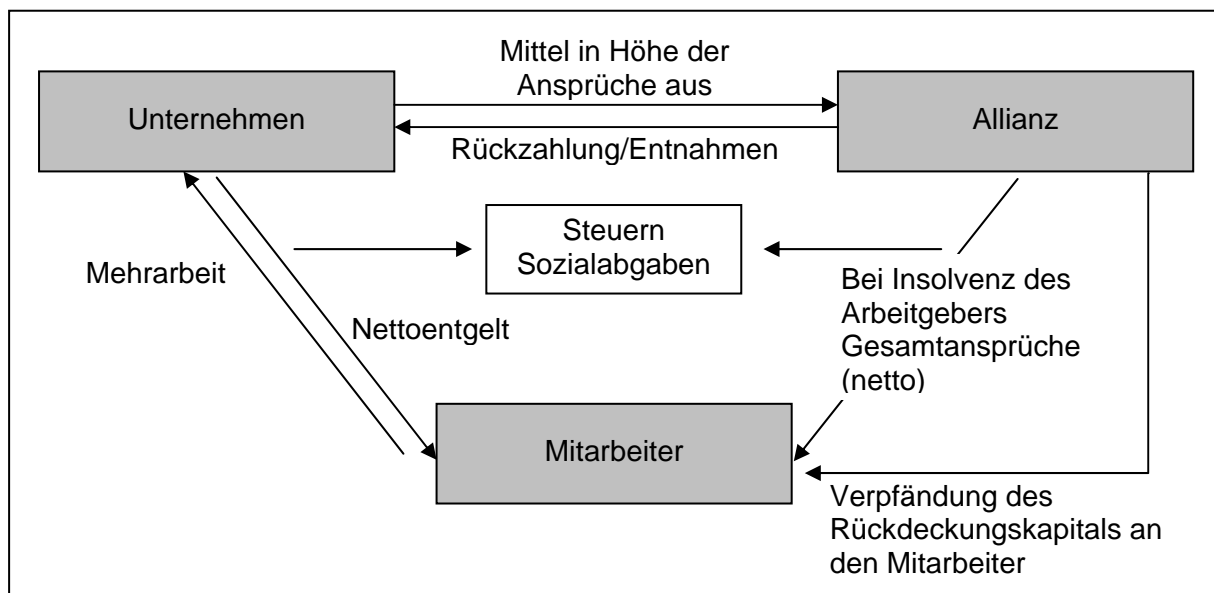 Mittel in Höhe der
Ansprüche aus
Unternehmen
Allianz
Rückzahlung/Entnahmen
Steuern
Sozialabgaben
Mehrarbeit
Nettoentgelt
Bei Insolvenz des
Arbeitgebers
Gesamtansprüche
(netto)
Mitarbeiter
Verpfändung des
Rückdeckungskapitals an
den Mitarbeiter